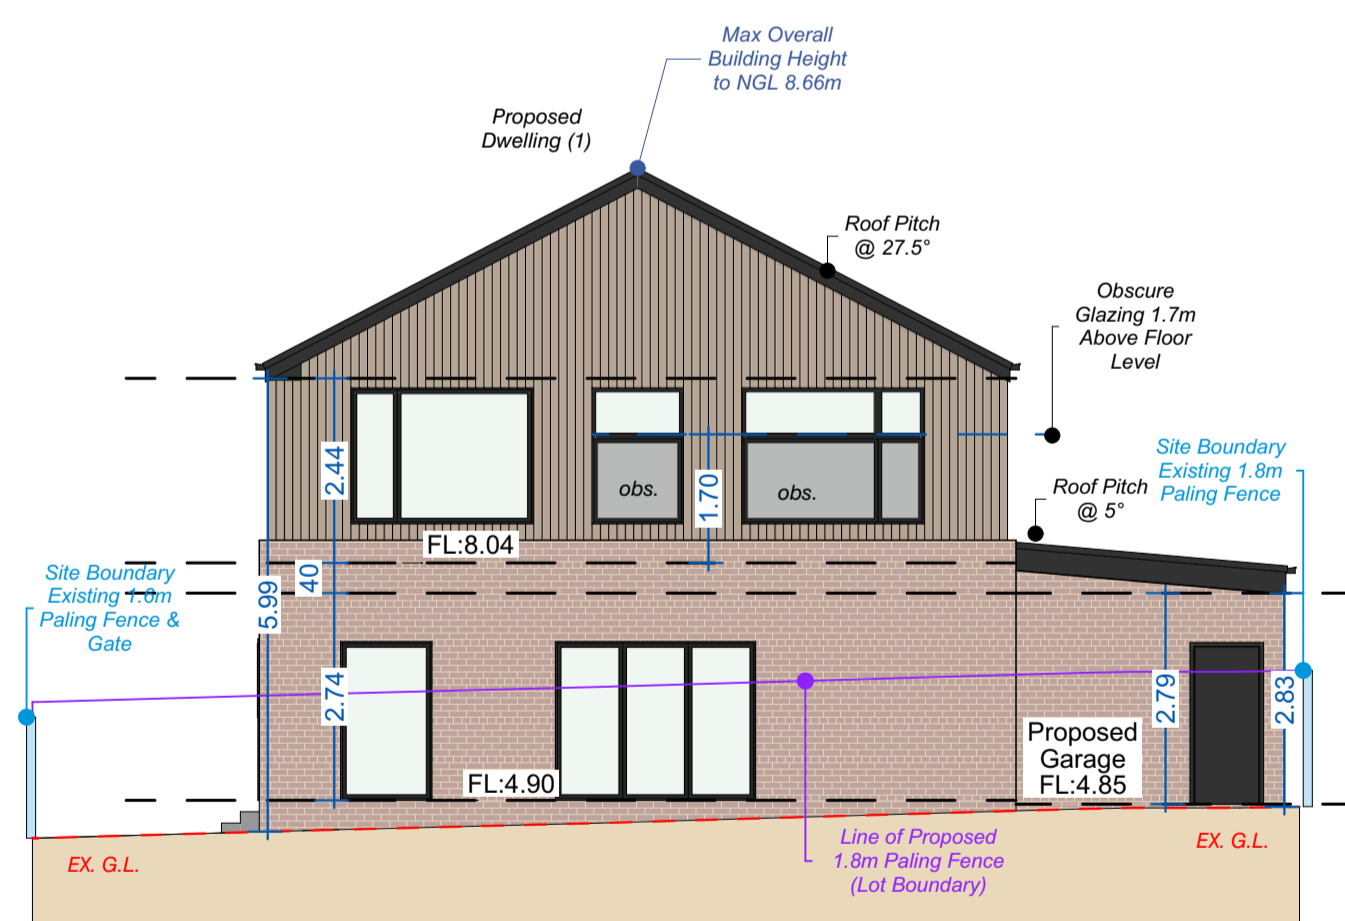 Max Overall
Building Height
to NGL 8.66m
Proposed
Dwelling (1)
Roof Pitch
@ 27.5°
Obscure
Glazing 1.7m
Above Floor
Level
Site Boundary
Existing 1.8m
Paling Fence
Roof Pitch
@ 5°
2.44
obs.
obs.
1.70
FL:8.04
Site Boundary
Existing 1.6m
Paling Fence &
Gate
5.99
40
2.74
2.79
2.83
Proposed
Garage
FL:4.85
FL:4.90
Line of Proposed
1.8m Paling Fence
(Lot Boundary)
EX. G.L.
EX. G.L.